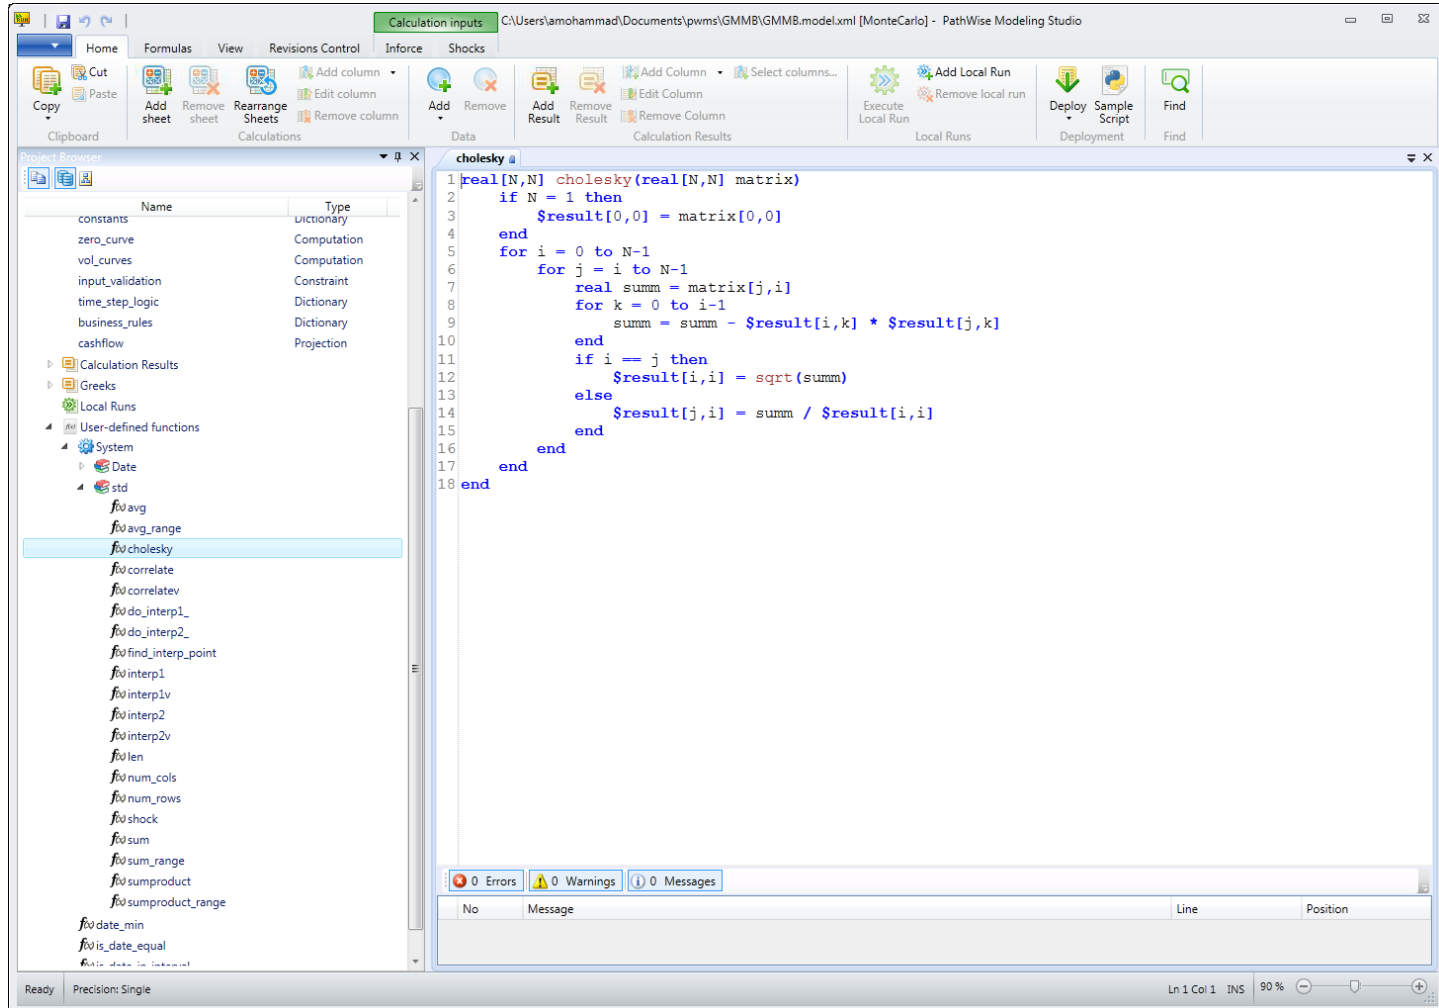 Calculation inputs C:\Users\amohammad\Documents\pwms\GMMB\GMMB.model.xml [MonteCarlo] - PathWise Modeling Studio
Home Formulas View Revisions Control Inforce Shocks
Copy
Cut
Paste
Clipboard
Add sheet
Remove sheet
Rearrange Sheets
Add column
Edit column
Remove column
Calculations
Add
Remove
Data
Add Result
Remove Result
Add Column
Edit Column
Remove Column
Select columns...
Calculation Results
Execute Local Run
Add Local Run
Remove local run
Local Runs
Deploy
Sample Script
Deployment
Find
Find
Project Browser
Name Type
constants Dictionary
zero_curve Computation
vol_curves Computation
input_validation Constraint
time_step_logic Dictionary
business_rules Dictionary
cashflow Projection
Calculation Results
Greeks
Local Runs
f(x) User-defined functions
System
Date
std
f(x) avg
f(x) avg_range
f(x) cholesky
f(x) correlate
f(x) correlatev
f(x) do_interp1_
f(x) do_interp2_
f(x) find_interp_point
f(x) interp1
f(x) interp1v
f(x) interp2
f(x) interp2v
f(x) len
f(x) num_cols
f(x) num_rows
f(x) shock
f(x) sum
f(x) sum_range
f(x) sumproduct
f(x) sumproduct_range
f(x) date_min
f(x) is_date_equal
cholesky
1 real[N,N] cholesky(real[N,N] matrix)
2 if N = 1 then
3 $result[0,0] = matrix[0,0]
4 end
5 for i = 0 to N-1
6 for j = i to N-1
7 real summ = matrix[j,i]
8 for k = 0 to i-1
9 summ = summ - $result[i,k] * $result[j,k]
10 end
11 if i == j then
12 $result[i,i] = sqrt(summ)
13 else
14 $result[j,i] = summ / $result[i,i]
15 end
16 end
17 end
18 end
0 Errors 0 Warnings 0 Messages
No Message Line Position
Ready Precision: Single Ln 1 Col 1 INS 90 %